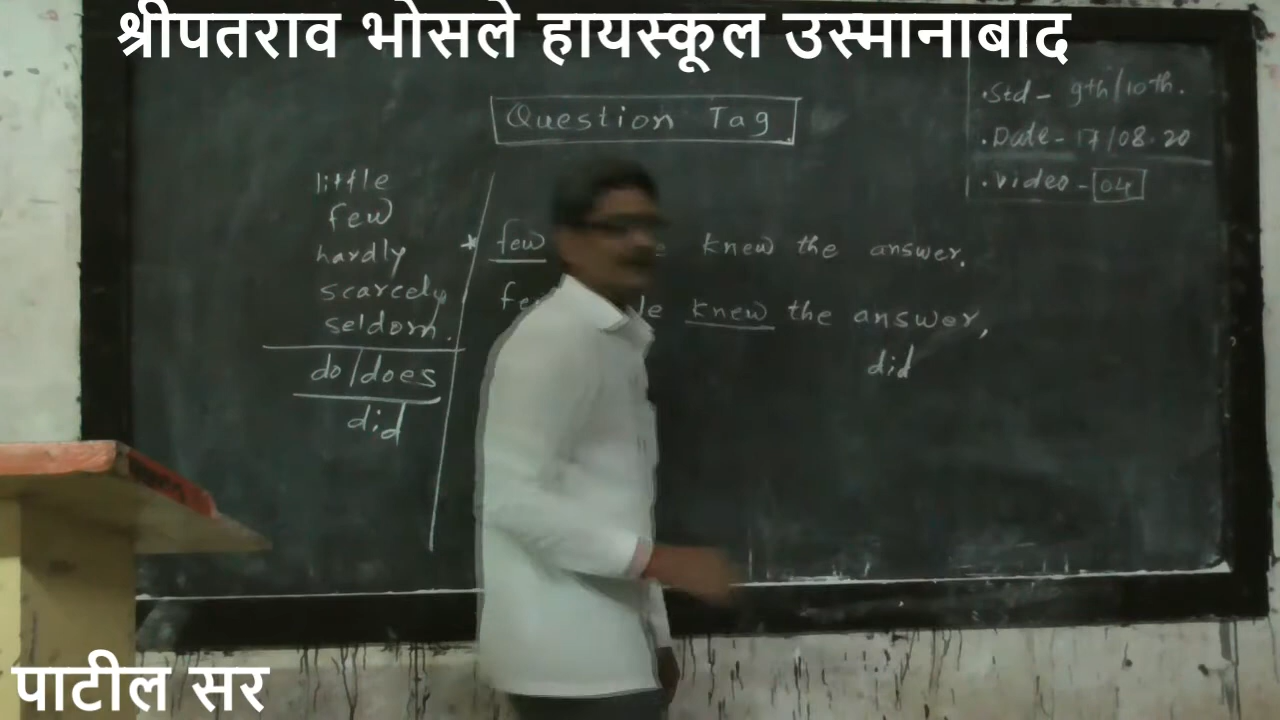 श्रीपतराव भोसले हायस्कूल उस्मानाबाद
Question Tag
.Std - 9th/10th.
.Date - 17/08.20
.Video - 04
little
few
hardly
scarcely
seldom.
do/does
did
few knew the answer.
knew the answer,
did
पाटील सर